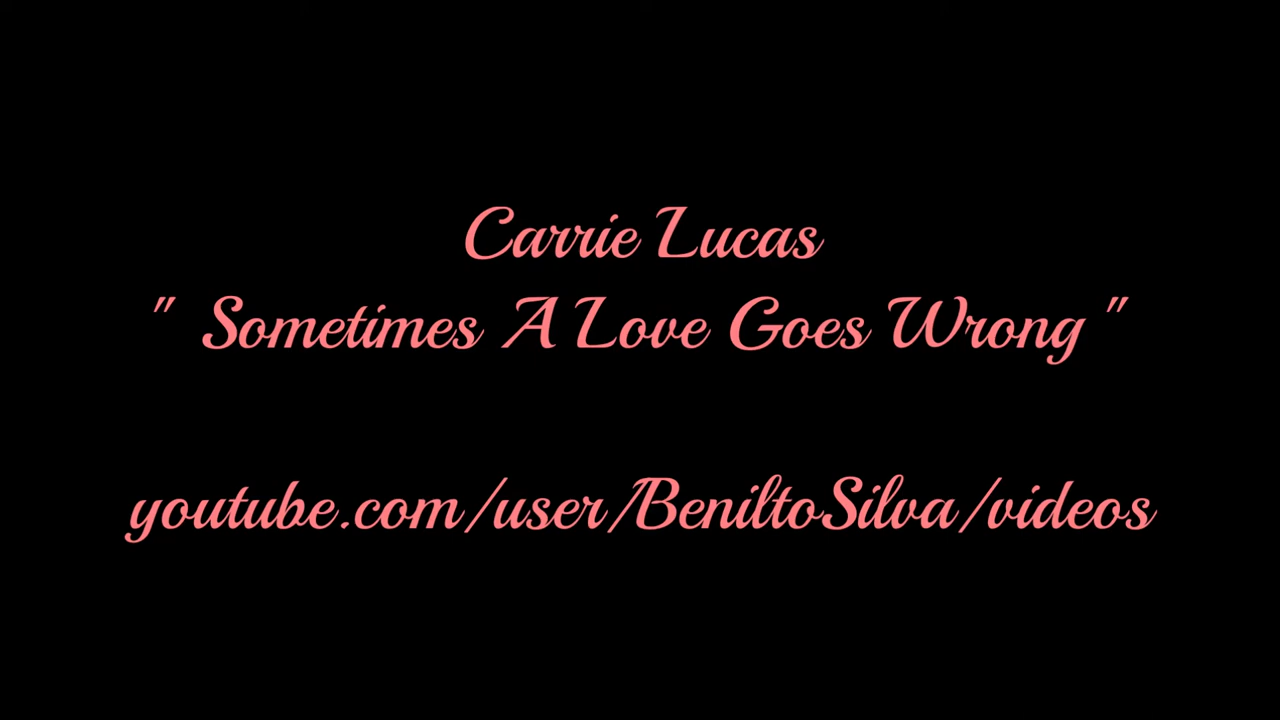 Carrie Lucas
" Sometimes A Love Goes Wrong "
youtube.com/user/BeniltoSilva/videos